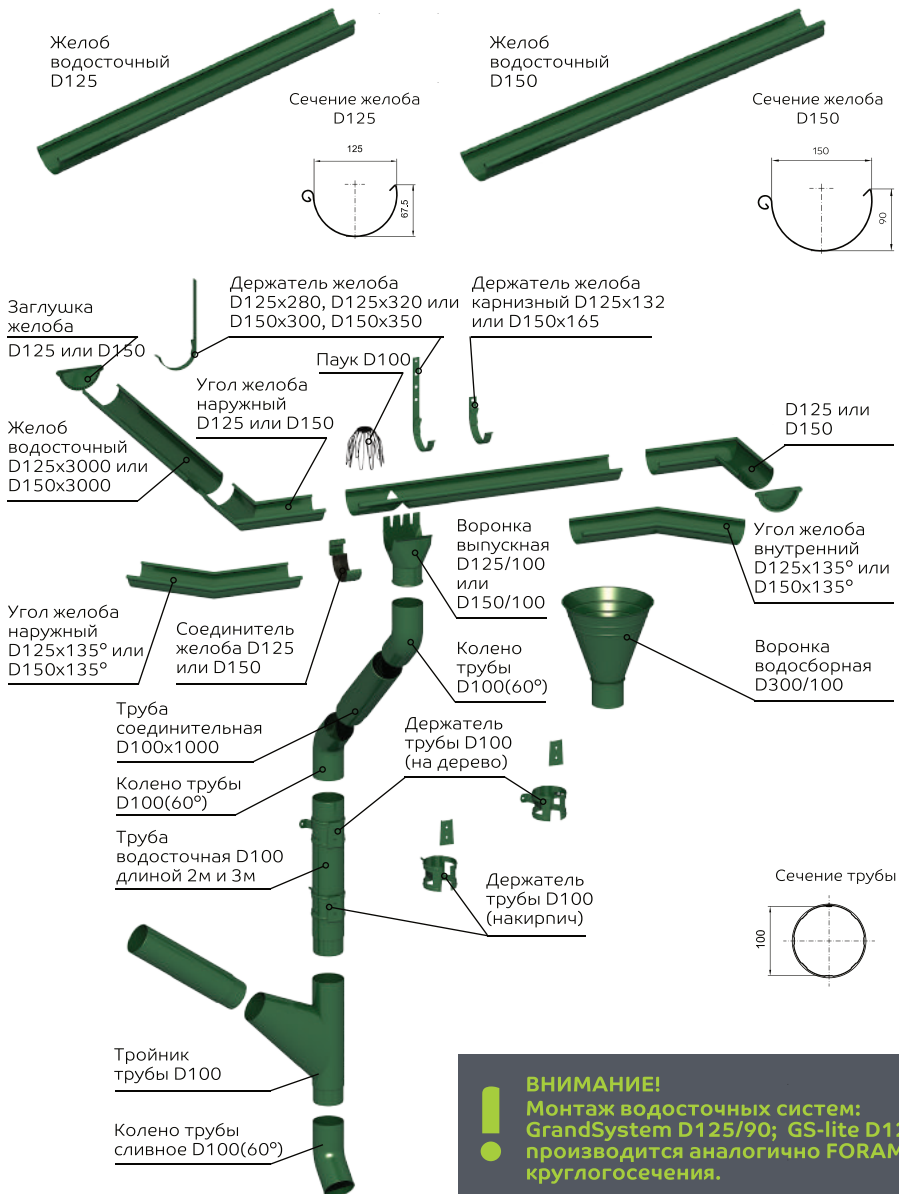 Желоб
водосточный
D125
Желоб
водосточный
D150
Сечение желоба
D125
125
67.5
Сечение желоба
D150
150
90
Заглушка
желоба
D125 или D150
Держатель желоба
D125x280, D125x320 или
D150x300, D150x350
Держатель желоба
карнизный D125x132
или D150x165
Паук D100
Угол желоба
наружный
D125 или D150
Желоб
водосточный
D125x3000 или
D150x3000
D125 или
D150
Воронка
выпускная
D125/100
или
D150/100
Угол желоба
внутренний
D125x135° или
D150x135°
Угол желоба
наружный
D125x135° или
D150x135°
Соединитель
желоба D125
или D150
Колено
трубы
D100(60°)
Воронка
водосборная
D300/100
Труба
соединительная
D100x1000
Держатель
трубы D100
(на дерево)
Колено трубы
D100(60°)
Труба
водосточная D100
длиной 2м и 3м
Держатель
трубы D100
(накирпич)
Сечение трубы
100
Тройник
трубы D100
Колено трубы
сливное D100(60°)
ВНИМАНИЕ!
Монтаж водосточных систем:
GrandSystem D125/90; GS-lite D12
производится аналогично FORAM
круглогосечения.